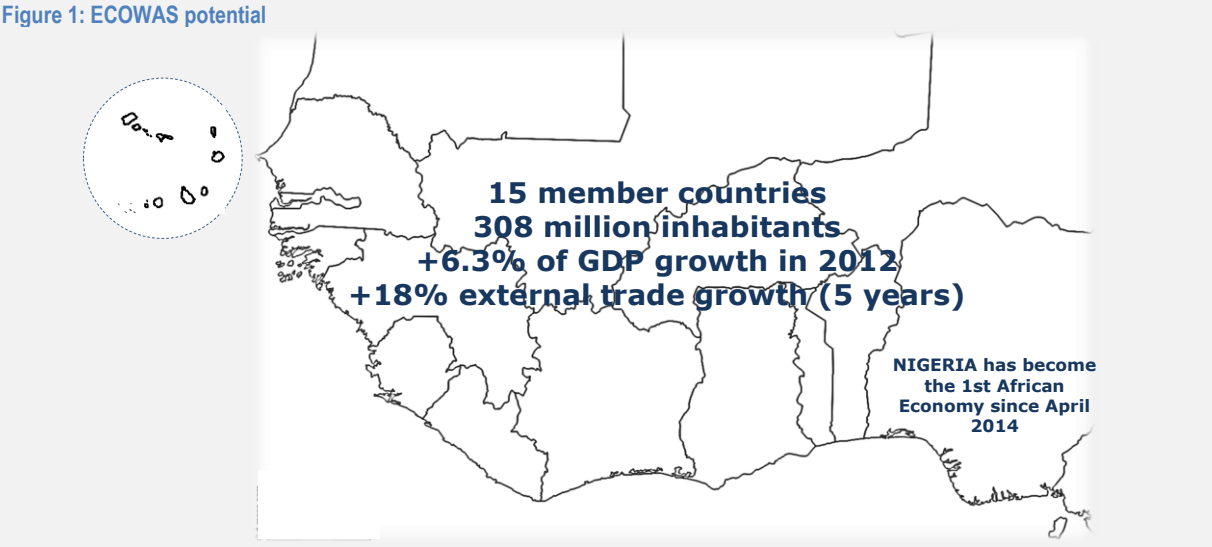 Figure 1: ECOWAS potential
15 member countries
308 million inhabitants
+6.3% of GDP growth in 2012
+18% external trade growth (5 years)
NIGERIA has become
the 1st African
Economy since April
2014